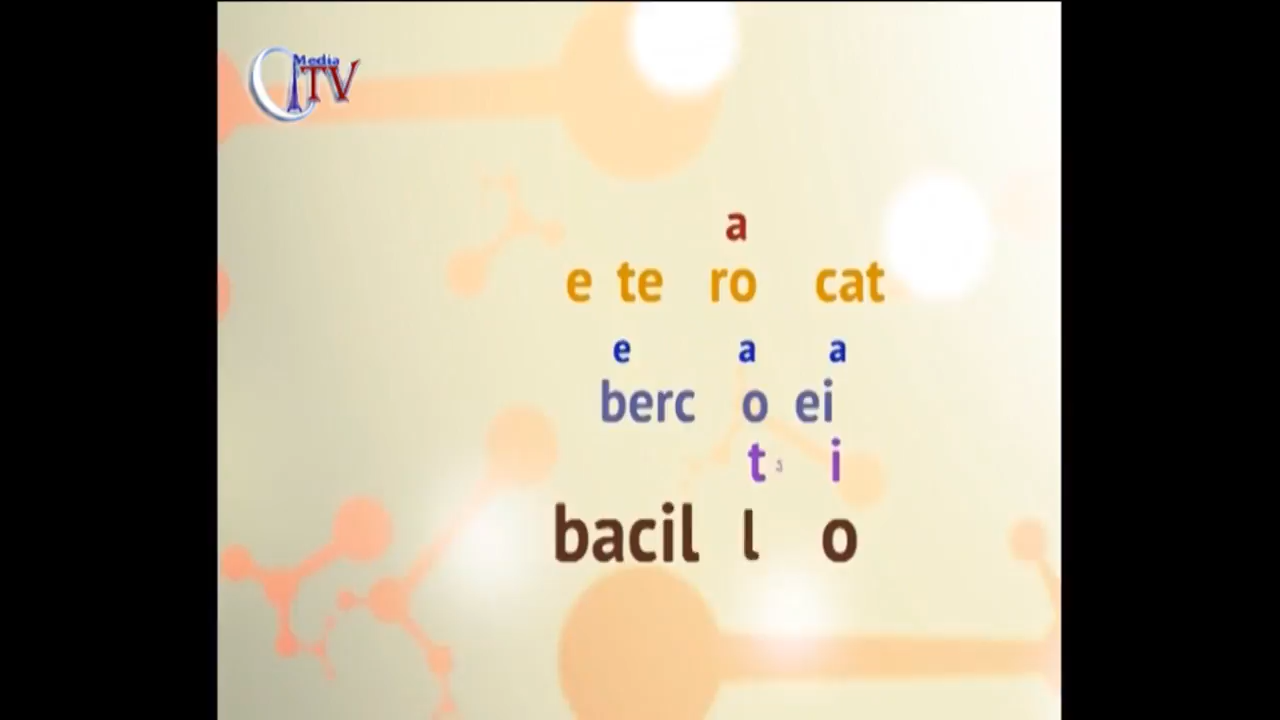 Media
TV
a
e te ro cat
e a a
berc o ei
t s i
bacil l o